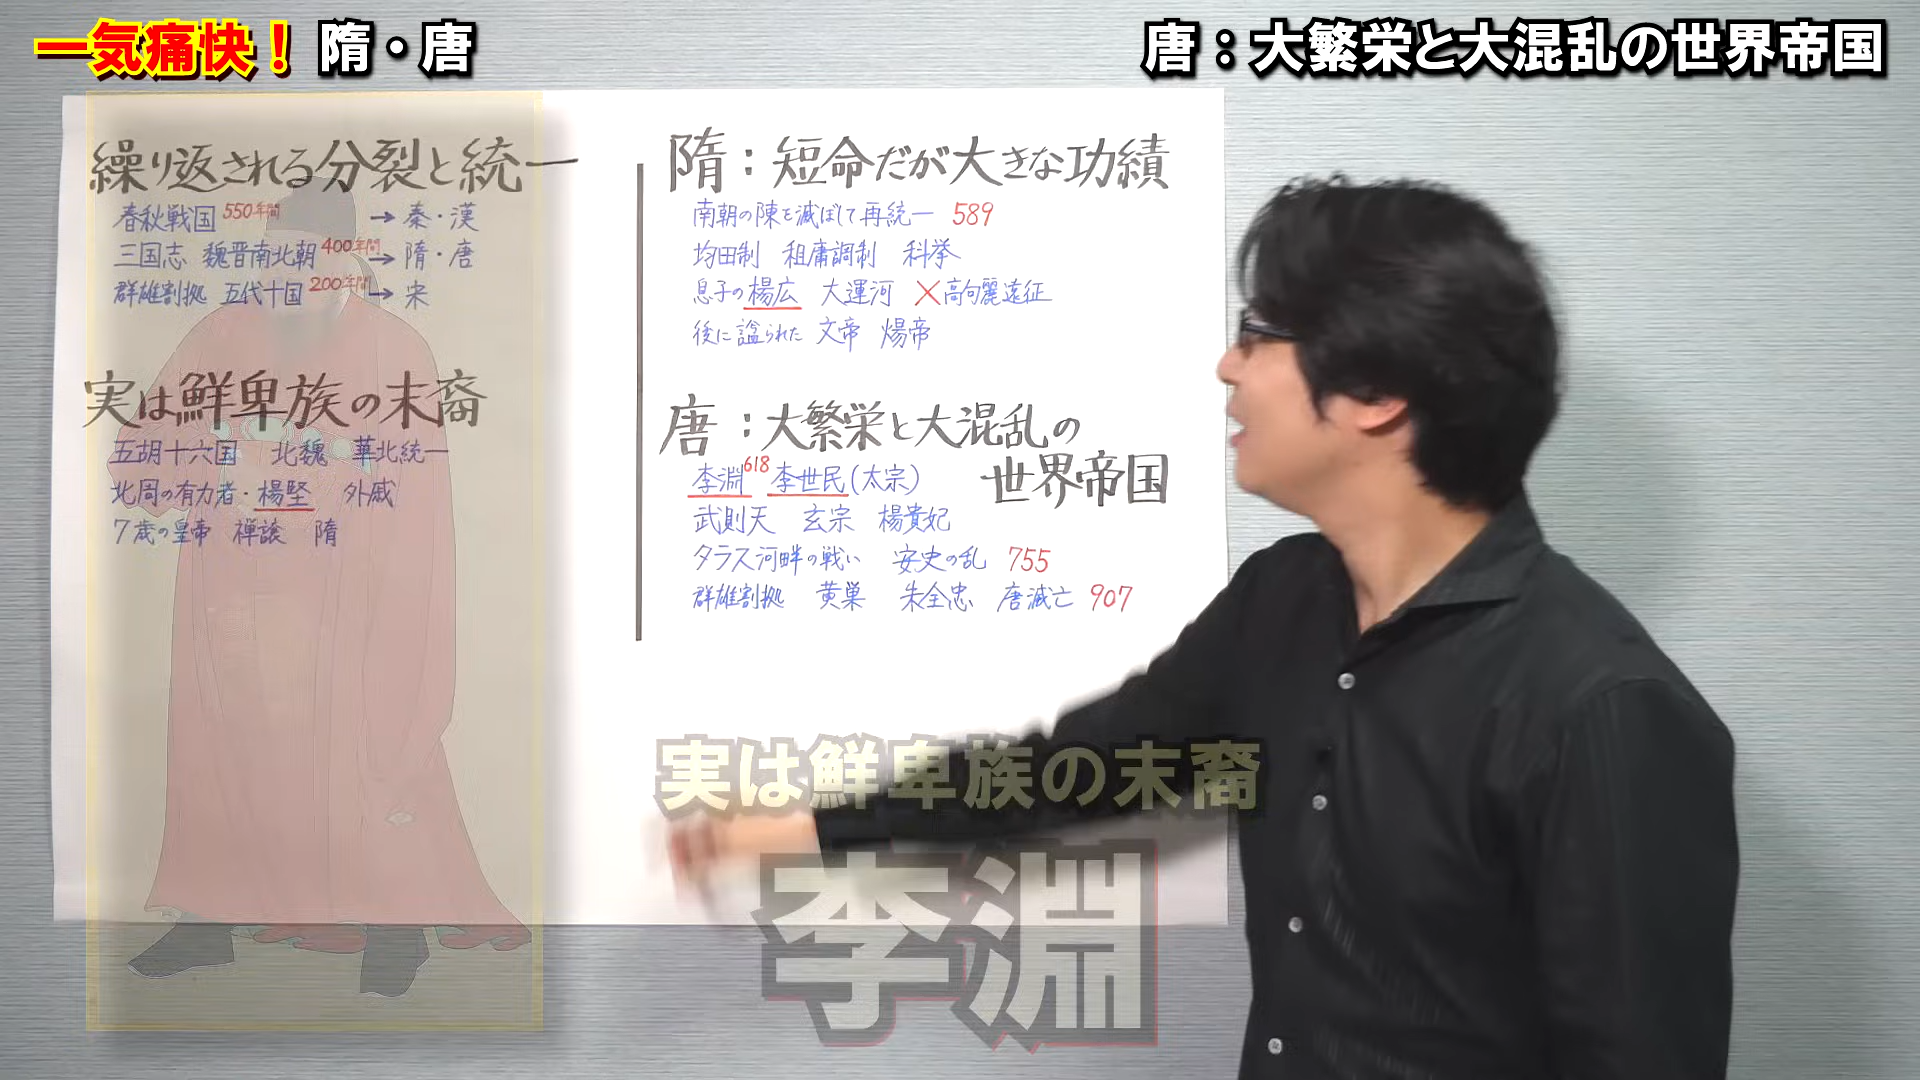 一気痛快！ 隋・唐
唐：大繁栄と大混乱の世界帝国
繰り返される分裂と統一
春秋戦国 550年間 → 秦・漢
三国志 魏晋南北朝 400年間 → 隋・唐
群雄割拠 五代十国 200年間 → 宋
実は鮮卑族の末裔
五胡十六国 北魏 華北統一
北周の有力者・楊堅 外戚
7歳の皇帝 禅譲 隋
隋：短命だが大きな功績
南朝の陳を滅ぼして再統一 589
均田制 租庸調制 科挙
息子の楊広 大運河 ×高句麗遠征
後に諡られた 文帝 煬帝
唐：大繁栄と大混乱の
世界帝国
李淵 618 李世民(太宗)
武則天 玄宗 楊貴妃
タラス河畔の戦い 安史の乱 755
群雄割拠 黄巣 朱全忠 唐滅亡 907
実は鮮卑族の末裔
李淵